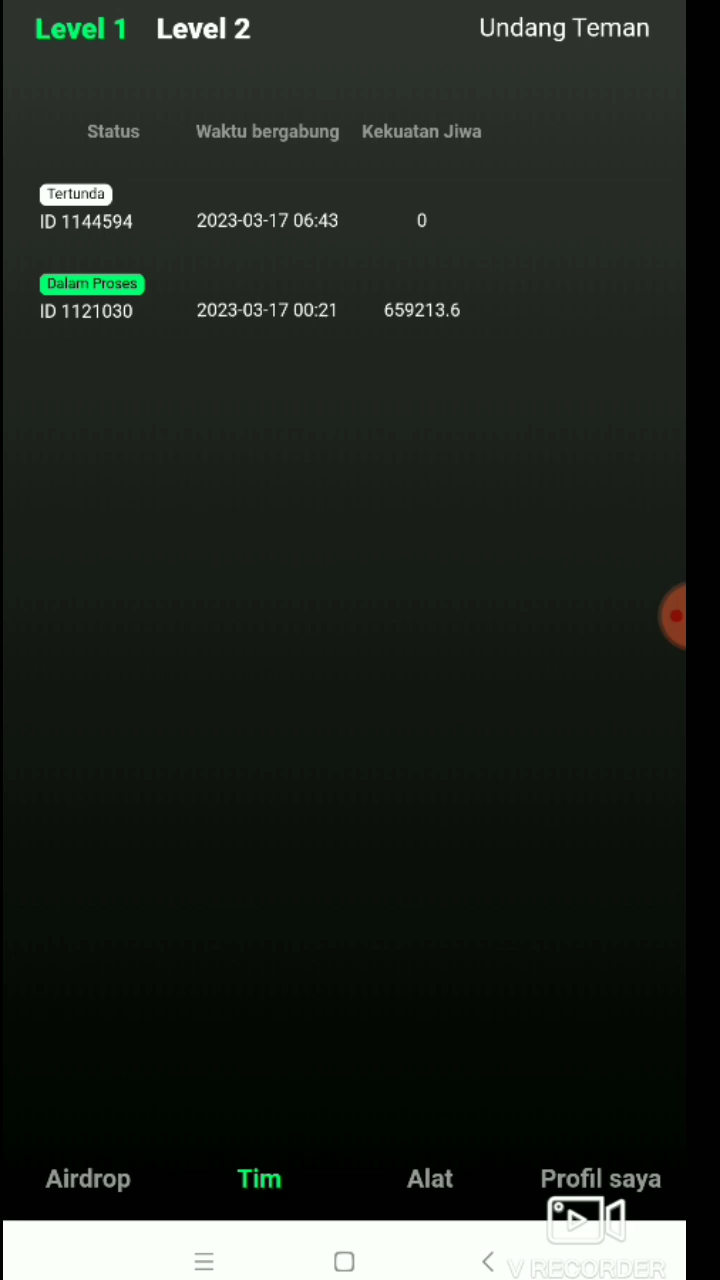 Level 1 Level 2 Undang Teman
Status Waktu bergabung Kekuatan Jiwa
Tertunda
ID 1144594 2023-03-17 06:43 0
Dalam Proses
ID 1121030 2023-03-17 00:21 659213.6
Airdrop Tim Alat Profil saya
V RECORDER